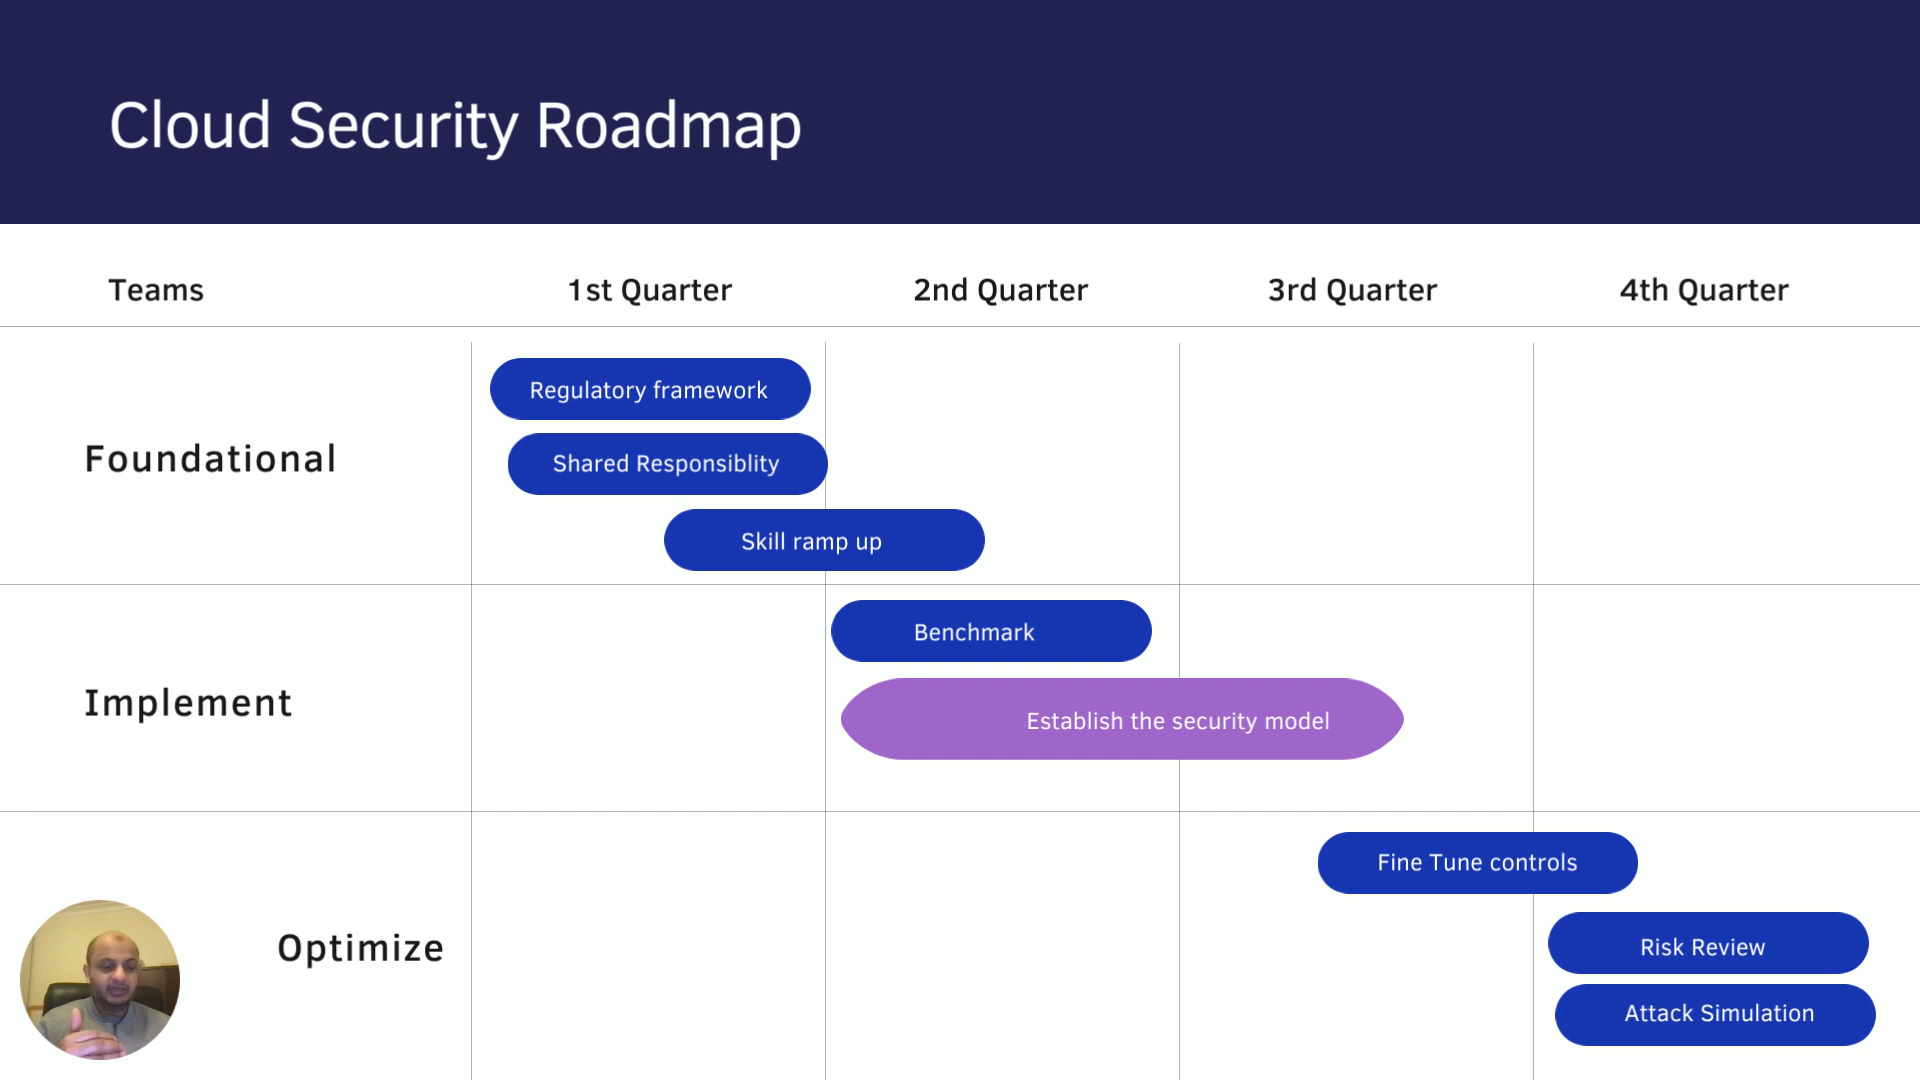 Cloud Security Roadmap
Teams
1st Quarter
2nd Quarter
3rd Quarter
4th Quarter
Foundational
Regulatory framework
Shared Responsiblity
Skill ramp up
Implement
Benchmark
Establish the security model
Optimize
Fine Tune controls
Risk Review
Attack Simulation